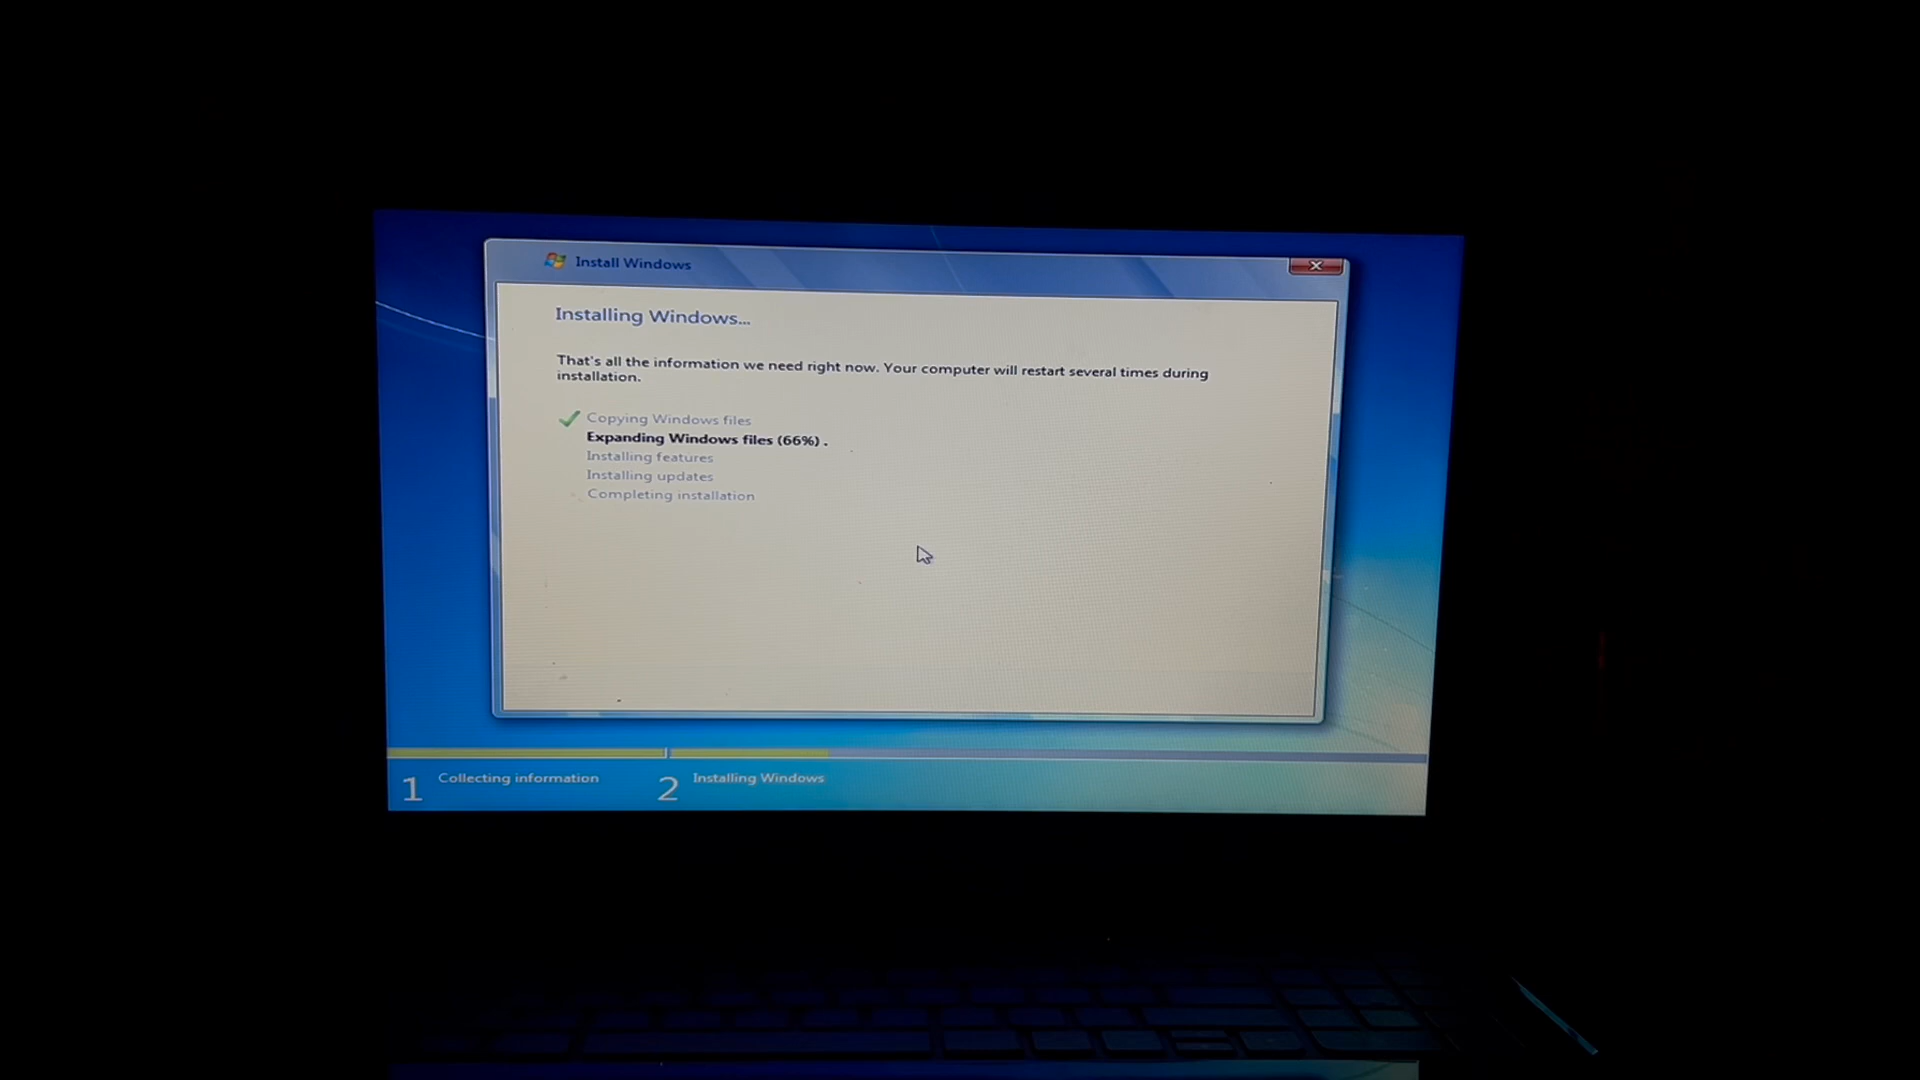 Install Windows
Installing Windows...
That's all the information we need right now. Your computer will restart several times during
installation.
Copying Windows files
Expanding Windows files (66%) .
Installing features
Installing updates
Completing installation
1 Collecting information
2 Installing Windows